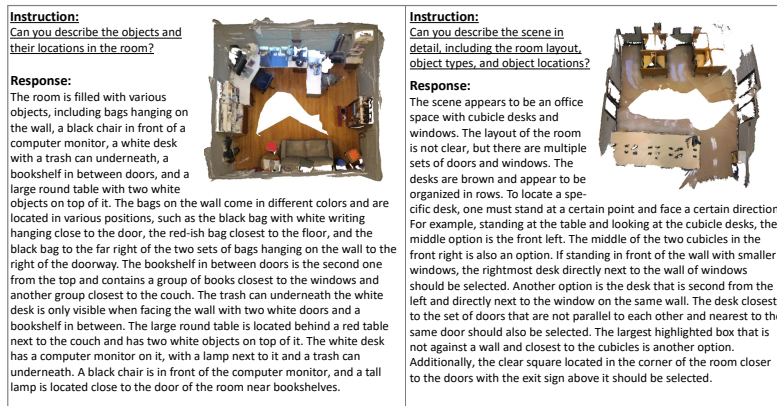 Instruction:
Can you describe the objects and
their locations in the room?
Response:
The room is filled with various
objects, including bags hanging on
the wall, a black chair in front of a
computer monitor, a white desk
with a trash can underneath, a
bookshelf in between doors, and a
large round table with two white
objects on top of it. The bags on the wall come in different colors and are
located in various positions, such as the black bag with white writing
hanging close to the door, the red-ish bag closest to the floor, and the
black bag to the far right of the two sets of bags hanging on the wall to the
right of the doorway. The bookshelf in between doors is the second one
from the top and contains a group of books closest to the windows and
another group closest to the couch. The trash can underneath the white
desk is only visible when facing the wall with two white doors and a
bookshelf in between. The large round table is located behind a red table
next to the couch and has two white objects on top of it. The white desk
has a computer monitor on it, with a lamp next to it and a trash can
underneath. A black chair is in front of the computer monitor, and a tall
lamp is located close to the door of the room near bookshelves.
Instruction:
Can you describe the scene in
detail, including the room layout,
object types, and object locations?
Response:
The scene appears to be an office
space with cubicle desks and
windows. The layout of the room
is not clear, but there are multiple
sets of doors and windows. The
desks are brown and appear to be
organized in rows. To locate a spe-
cific desk, one must stand at a certain point and face a certain direction
For example, standing at the table and looking at the cubicle desks, the
middle option is the front left. The middle of the two cubicles in the
front right is also an option. If standing in front of the wall with smaller
windows, the rightmost desk directly next to the wall of windows
should be selected. Another option is the desk that is second from the
left and directly next to the window on the same wall. The desk closest
to the set of doors that are not parallel to each other and nearest to the
same door should also be selected. The largest highlighted box that is
not against a wall and closest to the cubicles is another option.
Additionally, the clear square located in the corner of the room closer
to the doors with the exit sign above it should be selected.